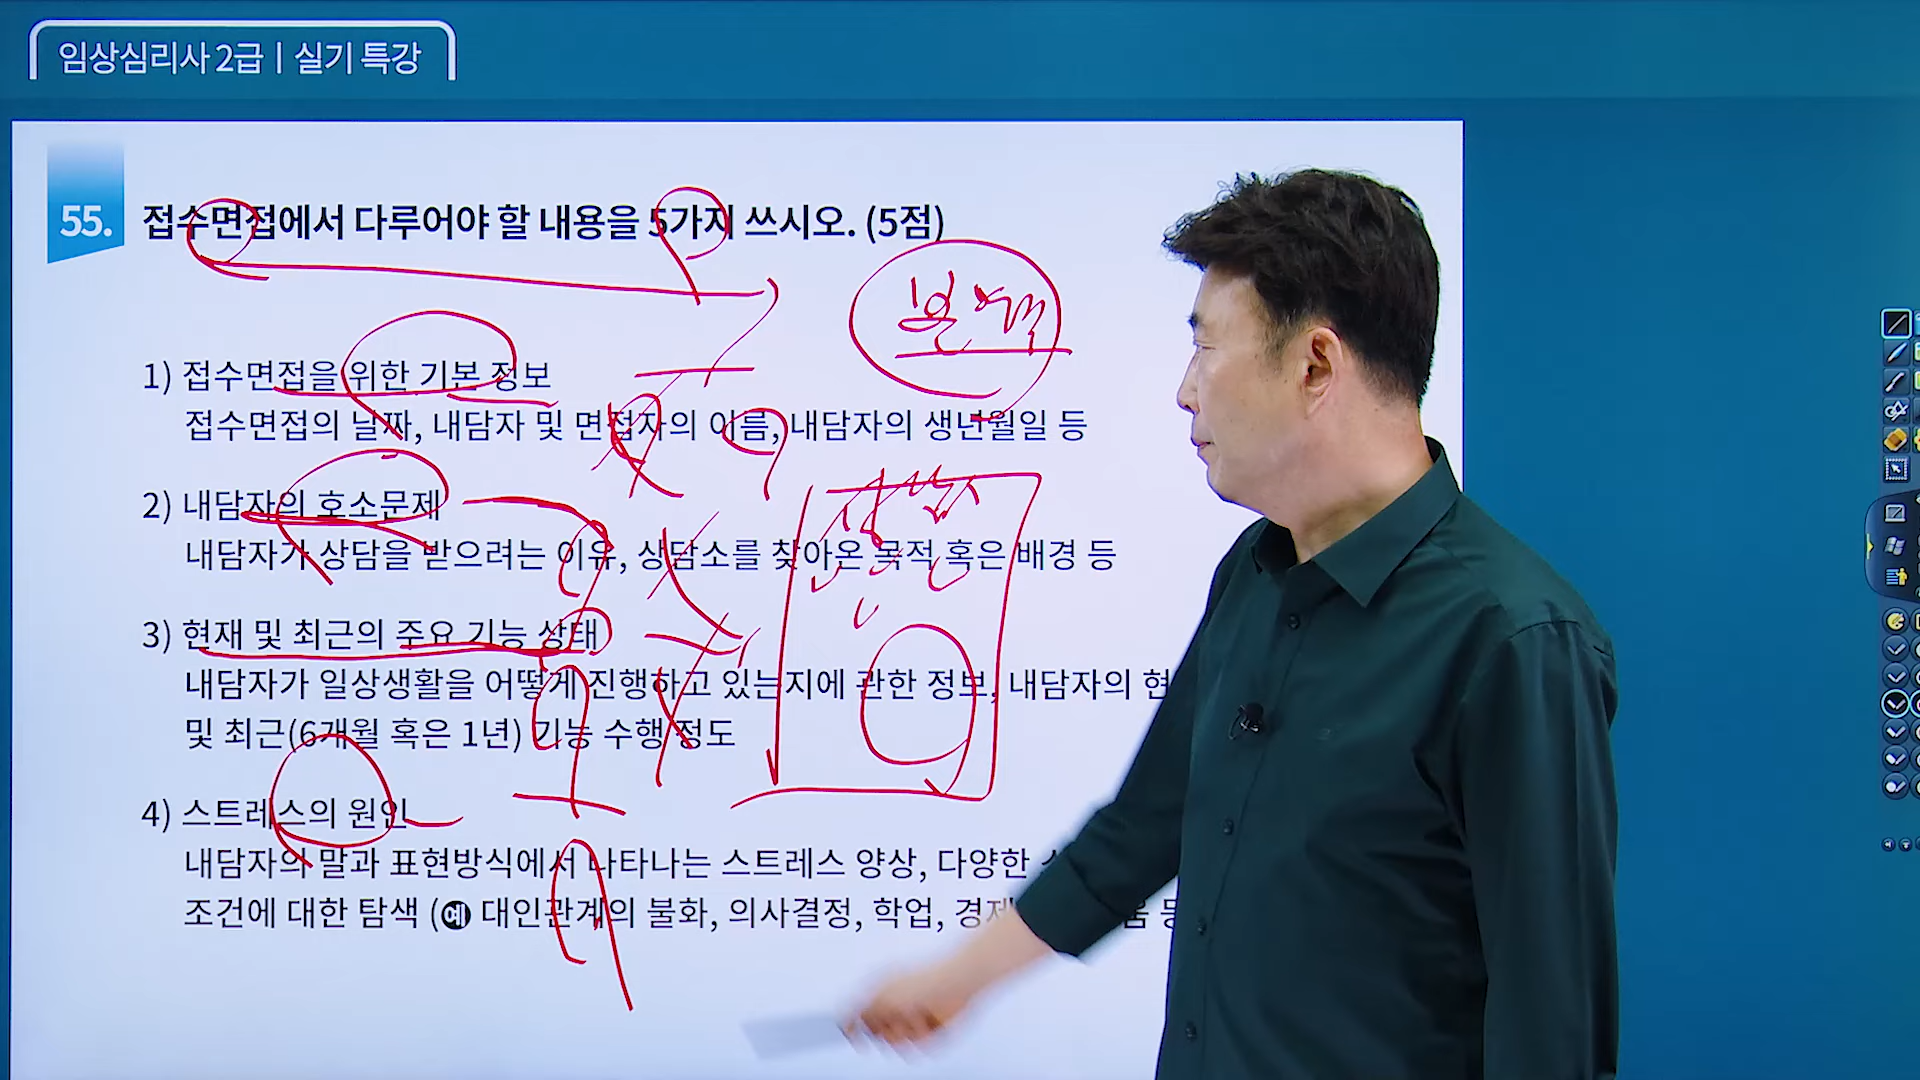 임상심리사 2급 | 실기 특강
55. 접수면접에서 다루어야 할 내용을 5가지 쓰시오. (5점)
1) 접수면접을 위한 기본 정보
접수면접의 날짜, 내담자 및 면접자의 이름, 내담자의 생년월일 등
2) 내담자의 호소문제
내담자가 상담을 받으려는 이유, 상담소를 찾아온 목적 혹은 배경 등
3) 현재 및 최근의 주요 기능 상태
내담자가 일상생활을 어떻게 진행하고 있는지에 관한 정보, 내담자의 현
및 최근(6개월 혹은 1년) 기능 수행 정도
4) 스트레스의 원인
내담자의 말과 표현방식에서 나타나는 스트레스 양상, 다양한
조건에 대한 탐색 (예 대인관계의 불화, 의사결정, 학업, 경제